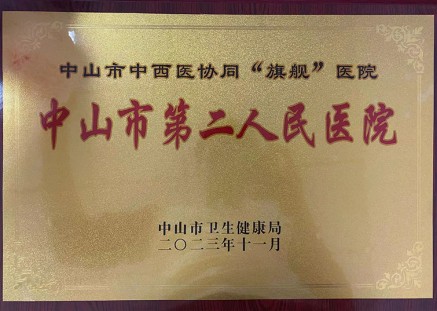 中山市中西医协同“旗舰”医院
中山市第二人民医院
中山市卫生健康局
二〇二三年十一月